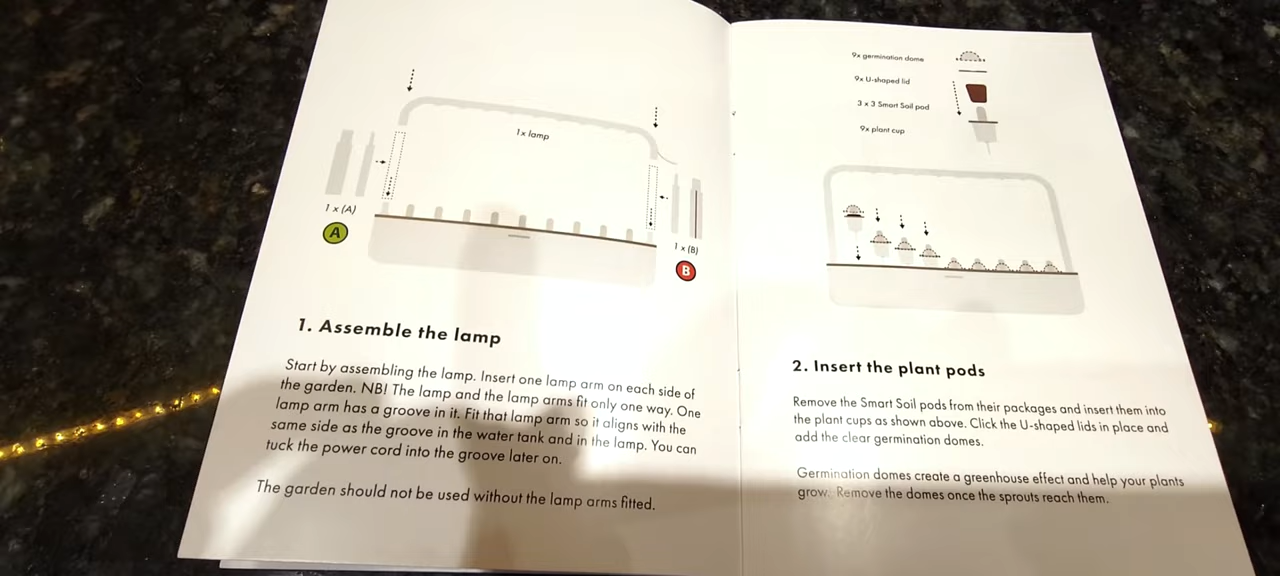 1x lamp
1 x (A)
A
1 x (B)
B
1. Assemble the lamp
Start by assembling the lamp. Insert one lamp arm on each side of
the garden. NB! The lamp and the lamp arms fit only one way. One
lamp arm has a groove in it. Fit that lamp arm so it aligns with the
same side as the groove in the water tank and in the lamp. You can
tuck the power cord into the groove later on.
The garden should not be used without the lamp arms fitted.
9x germination dome
9x U-shaped lid
3 x 3 Smart Soil pod
9x plant cup
2. Insert the plant pods
Remove the Smart Soil pods from their packages and insert them into
the plant cups as shown above. Click the U-shaped lids in place and
add the clear germination domes.
Germination domes create a greenhouse effect and help your plants
grow. Remove the domes once the sprouts reach them.